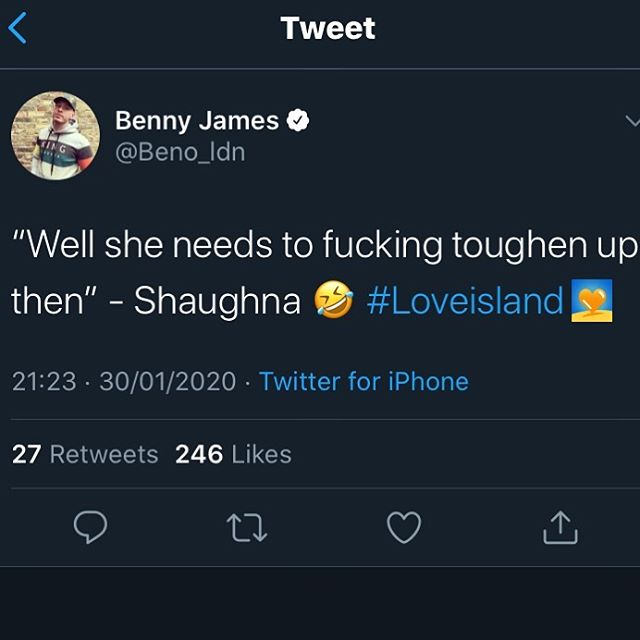 Tweet
Benny James
@Beno_ldn
“Well she needs to fucking toughen up
then” - Shaughna 🤣 #Loveisland
21:23 · 30/01/2020 · Twitter for iPhone
27 Retweets 246 Likes